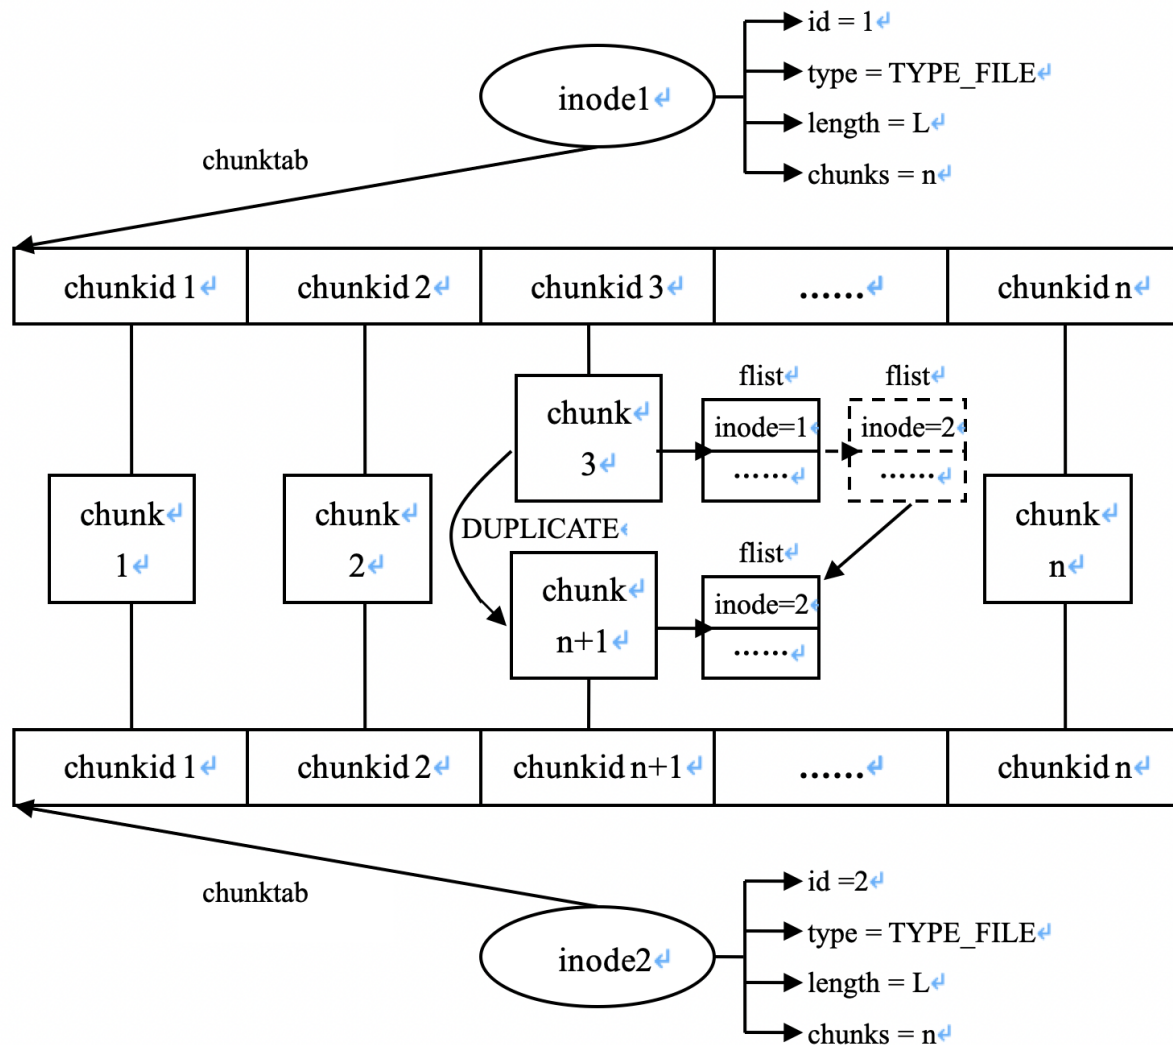 id = 1
inode1
type = TYPE_FILE
length = L
chunks = n
chunktab
chunkid 1
chunkid 2
chunkid 3
......
chunkid n
flist
flist
chunk
3
inode=1
......
inode=2
......
chunk
1
chunk
2
DUPLICATE
chunk
n
flist
chunk
n+1
inode=2
......
chunkid 1
chunkid 2
chunkid n+1
......
chunkid n
chunktab
id =2
inode2
type = TYPE_FILE
length = L
chunks = n